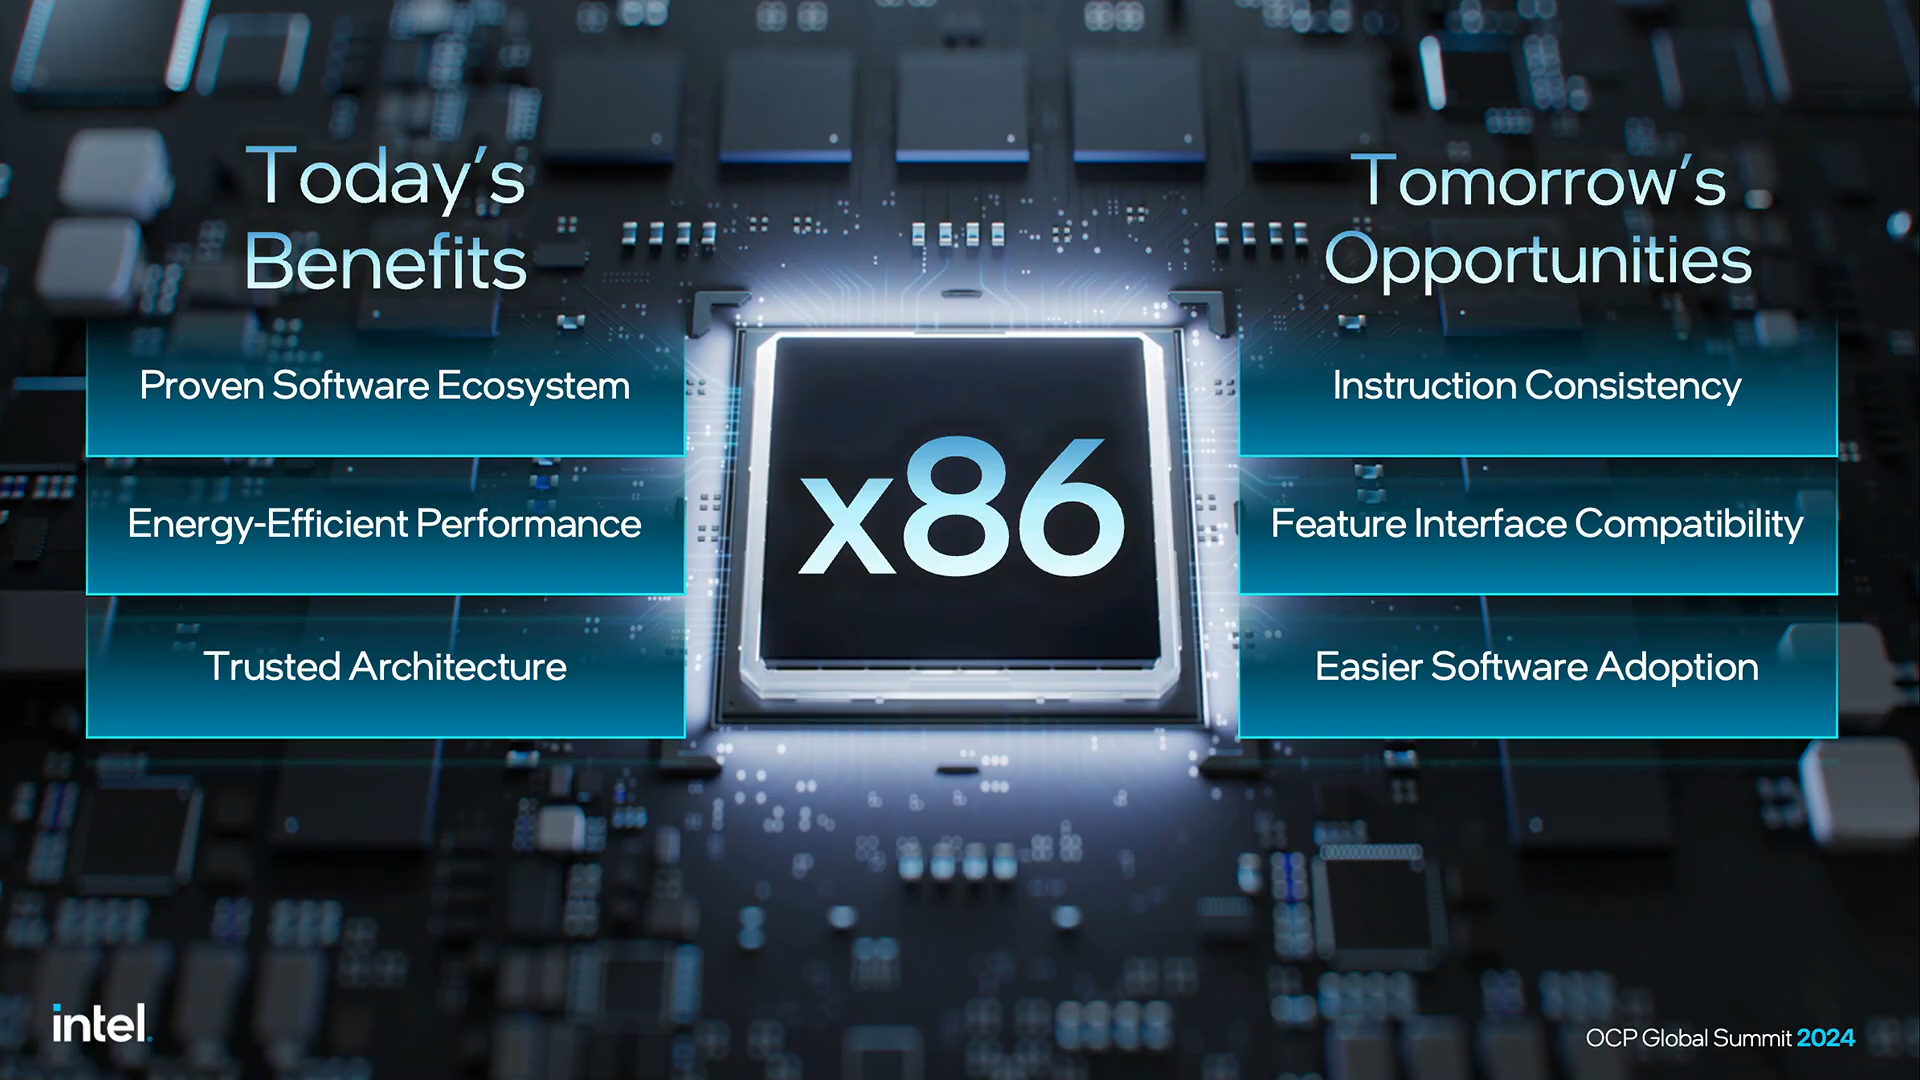 Today's
Benefits
Proven Software Ecosystem
Energy-Efficient Performance
Trusted Architecture
x86
Tomorrow's
Opportunities
Instruction Consistency
Feature Interface Compatibility
Easier Software Adoption
intel.
OCP Global Summit 2024